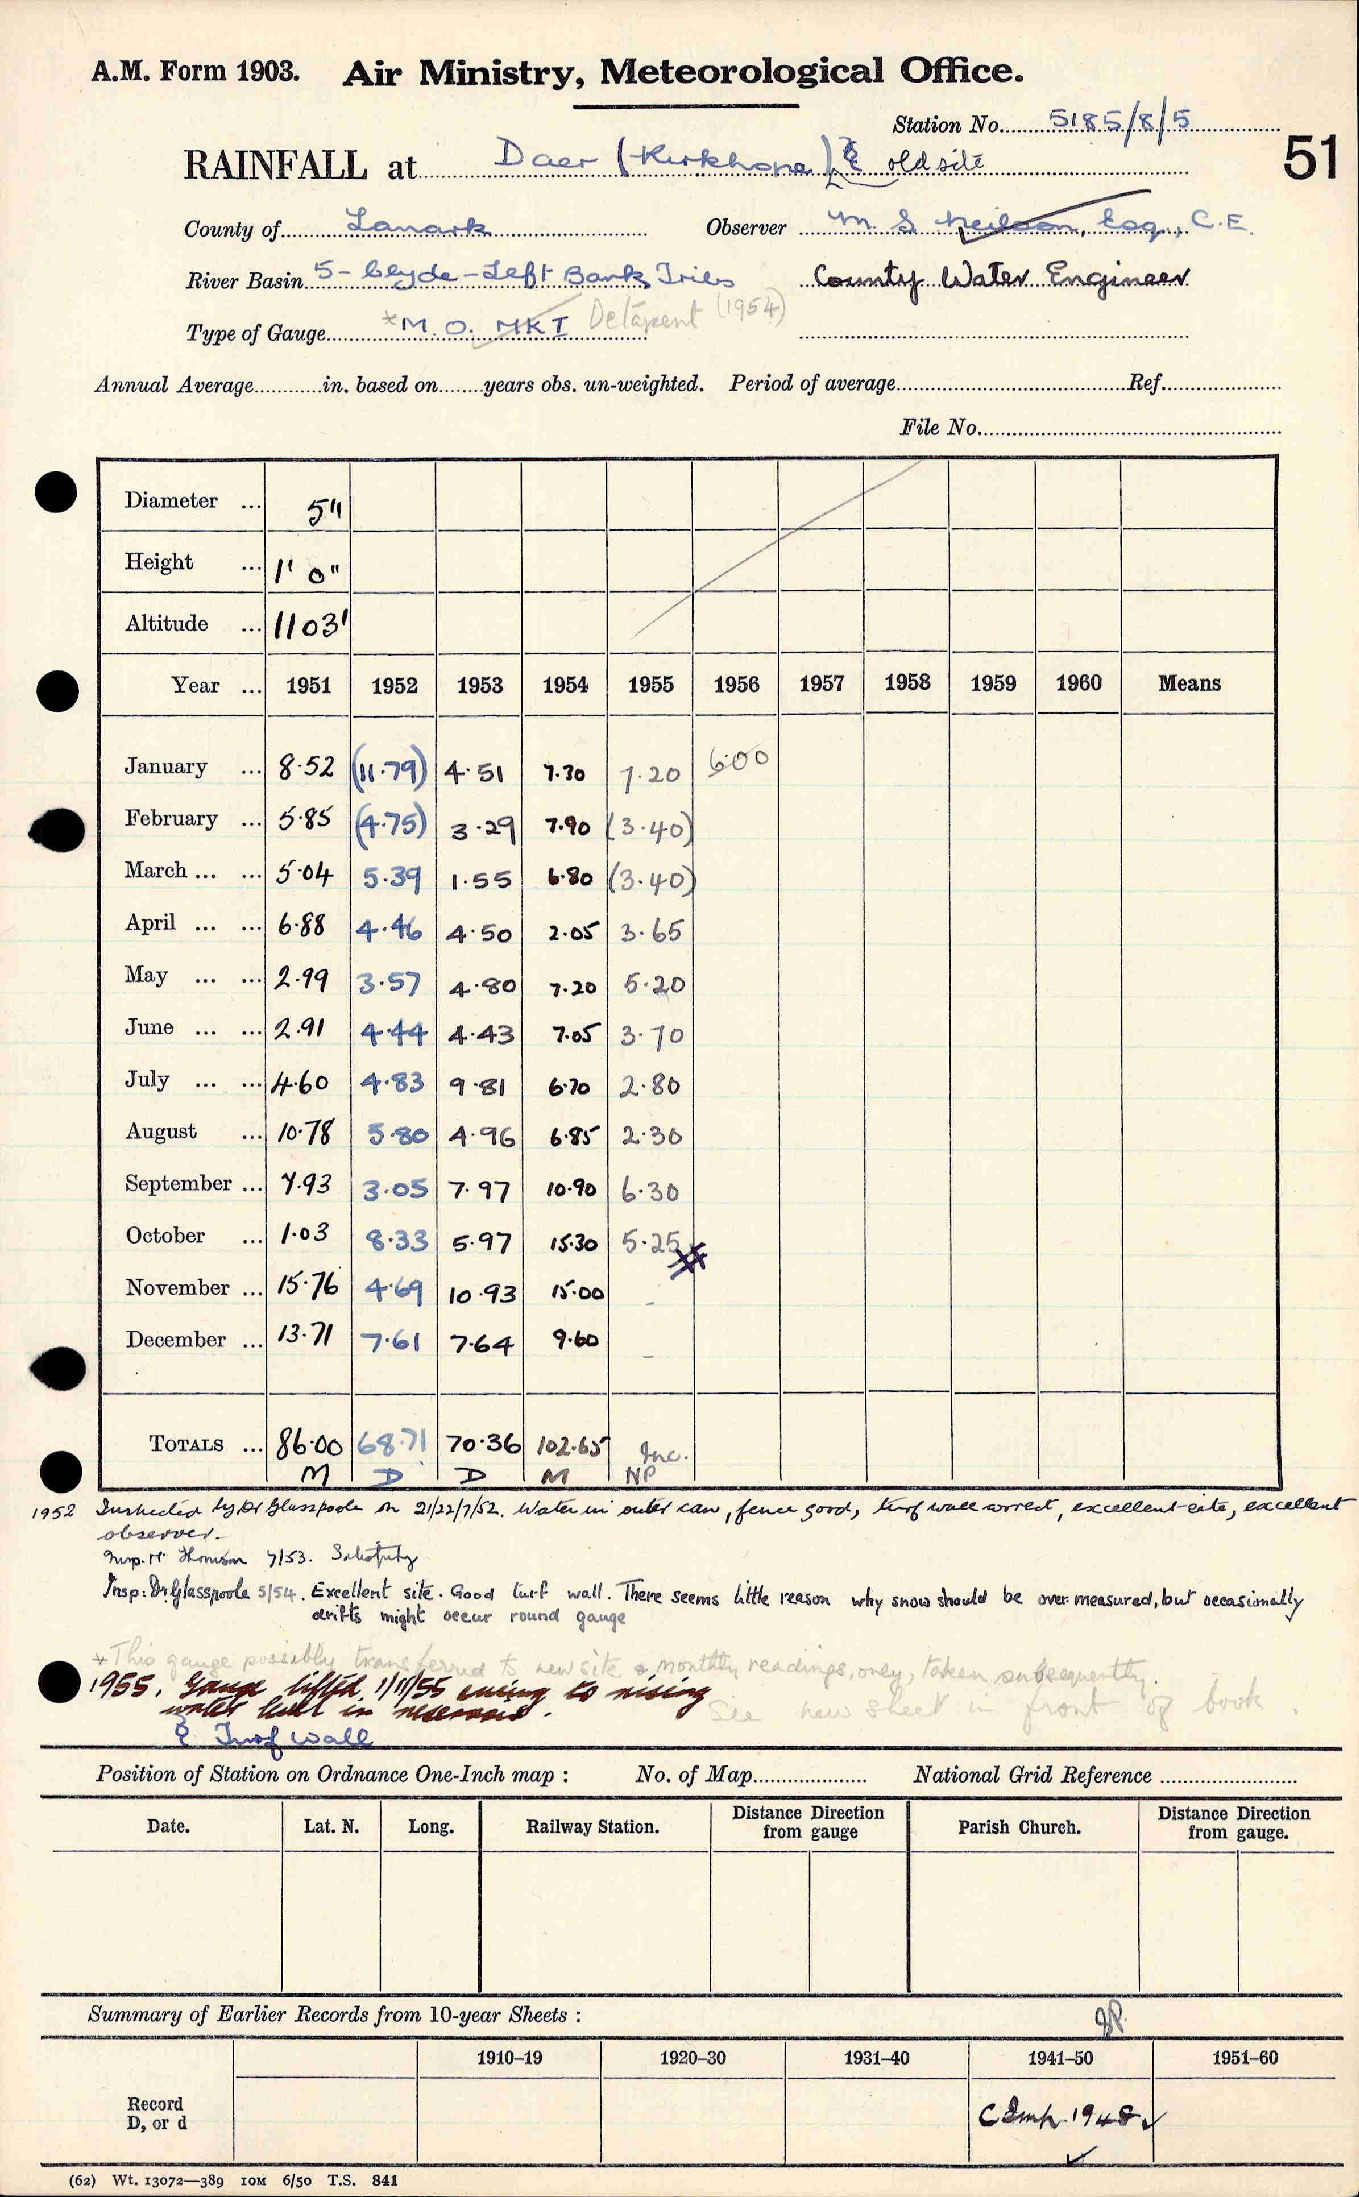 A.M. Form 1903. Air Ministry, Meteorological Office.
Station No. 5185/8/5
RAINFALL at Daer (Kirkhope) old site
51
County of Lanark Observer M. S. Neilson, Esq., C.E.
River Basin 5 - Clyde - Left Bank Tribs County Water Engineer
Type of Gauge *M.O. MK I Octapent (1954)
Annual Average in. based on years obs. un-weighted. Period of average Ref.
File No.
Diameter ... 5"
Height ... 1' 0"
Altitude ... 1103'
Year ... 1951 1952 1953 1954 1955 1956 1957 1958 1959 1960 Means
January ... 8.52 (11.79) 4.51 7.30 7.20 6.00
February ... 5.85 (4.75) 3.29 7.90 (3.40)
March ... ... 5.04 5.39 1.55 6.80 (3.40)
April ... ... 6.88 4.46 4.50 2.05 3.65
May ... ... 2.99 3.57 4.80 7.20 5.20
June ... ... 2.91 4.44 4.43 7.05 3.70
July ... ... 4.60 4.83 9.81 6.70 2.80
August ... 10.78 5.80 4.96 6.85 2.30
September ... 7.93 3.05 7.97 10.90 6.30
October ... 1.03 8.33 5.97 15.30 5.25
November ... 15.76 4.69 10.93 15.00 -
December ... 13.71 7.61 7.64 9.60 -
TOTALS ... 86.00 68.71 70.36 102.65 Inc.
M D D M NP
1952 Inspected by Dr Glasspoole on 21/22/7/52. Water in outer can, fence good, turf wall correct, excellent site, excellent
observer.
Insp. Mr Thomson 7/53. Satisfactory
Insp: Dr. Glasspoole 5/54. Excellent site. Good turf wall. There seems little reason why snow should be over-measured, but occasionally
drifts might occur round gauge
*This gauge possibly transferred to new site & monthly readings, only, taken subsequently.
1955. Gauge lifted 1/11/55 owing to rising
water level in reservoir.
See new sheet in front of book.
& Turf wall
Position of Station on Ordnance One-Inch map : No. of Map National Grid Reference
Date. Lat. N. Long. Railway Station. Distance Direction from gauge Parish Church. Distance Direction from gauge.
Summary of Earlier Records from 10-year Sheets :
1910–19 1920–30 1931–40 1941–50 1951–60
Record
D, or d
C Emp. 1948 ✓
(62) Wt. 13072—389 10M 6/50 T.S. 841